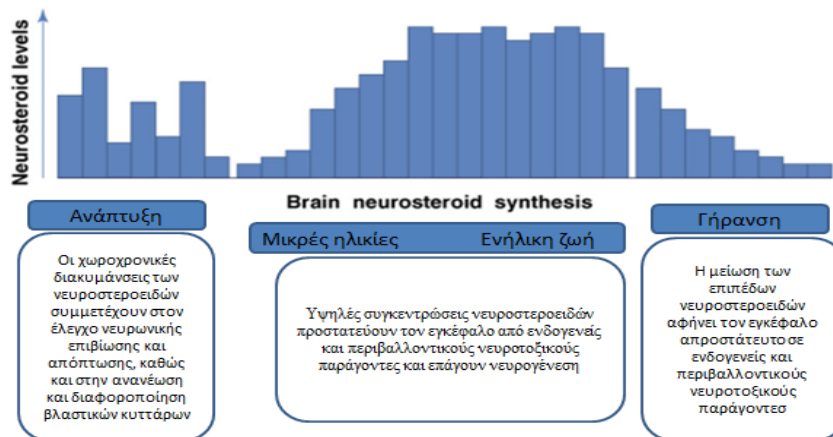 Neurosteroid levels
Brain neurosteroid synthesis
Ανάπτυξη
Μικρές ηλικίες Ενήλικη ζωή
Γήρανση
Οι χωροχρονικές
διακυμάνσεις των
νευροστεροειδών
συμμετέχουν στον
έλεγχο νευρωνικής
επιβίωσης και
απόπτωσης, καθώς
και στην ανανέωση
και διαφοροποίηση
βλαστικών κυττάρων
Υψηλές συγκεντρώσεις νευροστεροειδών
προστατεύουν τον εγκέφαλο από ενδογενείς
και περιβαλλοντικούς νευροτοξικούς
παράγοντες και επάγουν νευρογένεση
Η μείωση των
επιπέδων
νευροστεροειδών
αφήνει τον εγκέφαλο
απροστάτευτο σε
ενδογενείς και
περιβαλλοντικούς
νευροτοξικούς
παράγοντεσ